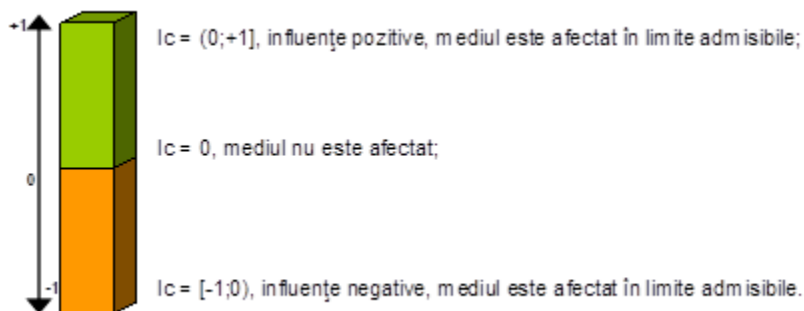 +1
Ic = (0;+1], influenţe pozitive, mediul este afectat în limite admisibile;
Ic = 0, mediul nu este afectat;
0
-1
Ic = [-1;0), influenţe negative, mediul este afectat în limite admisibile.